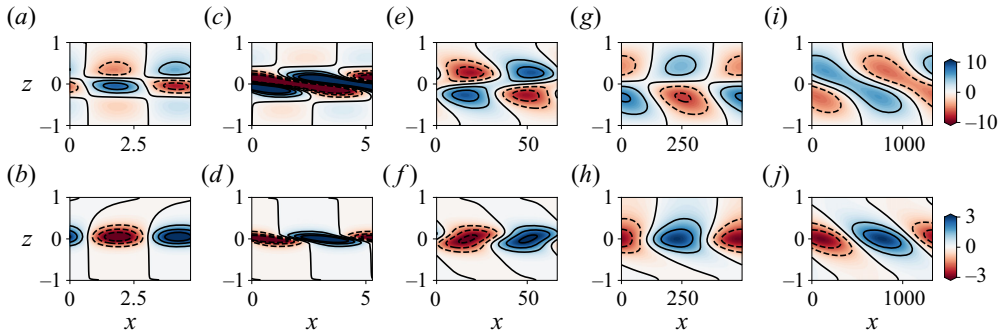 (a) (c) (e) (g) (i)
1 1 1 1 1 10
z 0 0 0 0 0 0
−1 −1 −1 −1 −1 −10
0 2.5 0 5 0 50 0 250 0 1000
(b) (d) (f) (h) (j)
1 1 1 1 1 3
z 0 0 0 0 0 0
−1 −1 −1 −1 −1 −3
0 2.5 0 5 0 50 0 250 0 1000
x x x x x